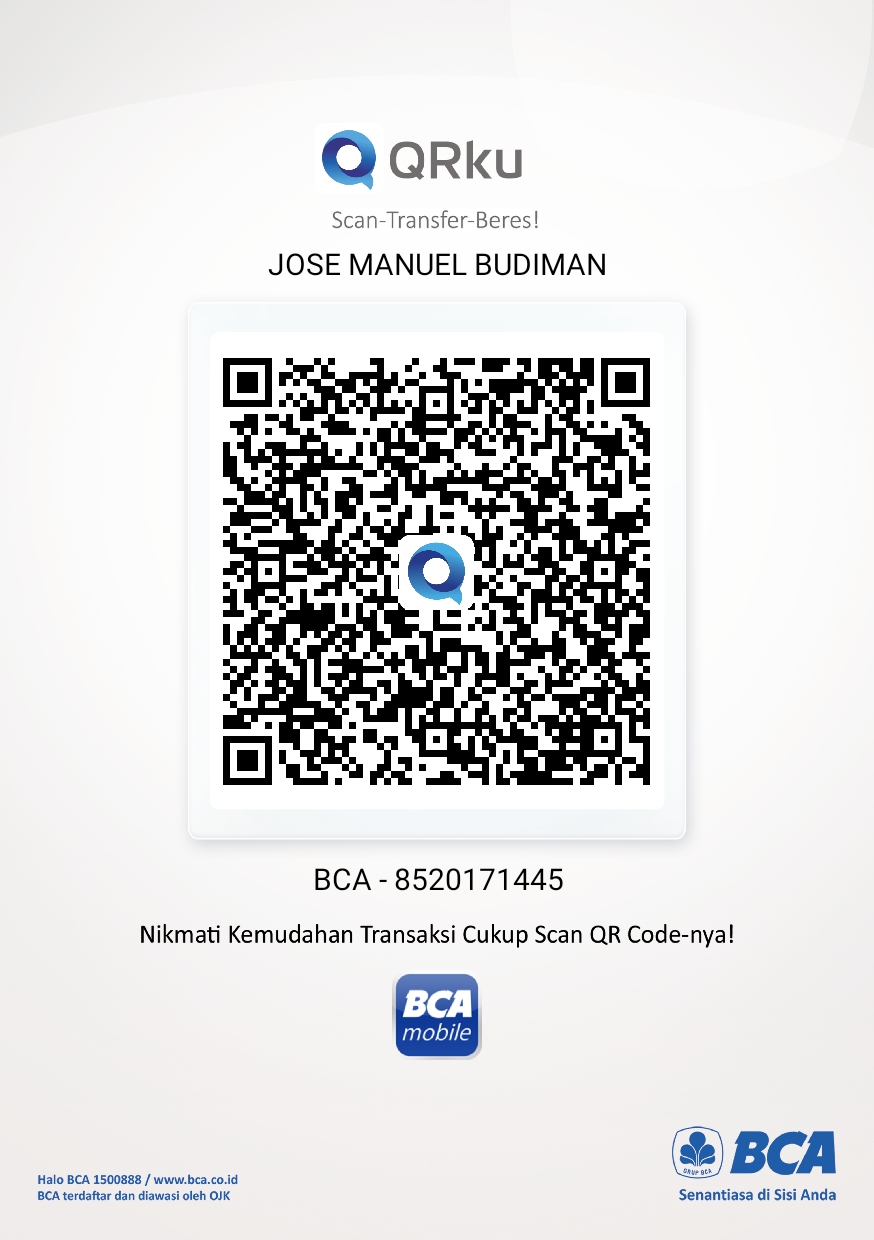 QRku
Scan-Transfer-Beres!
JOSE MANUEL BUDIMAN
BCA - 8520171445
Nikmati Kemudahan Transaksi Cukup Scan QR Code-nya!
BCA
mobile
GRUP BCA
BCA
Senantiasa di Sisi Anda
Halo BCA 1500888 / www.bca.co.id
BCA terdaftar dan diawasi oleh OJK